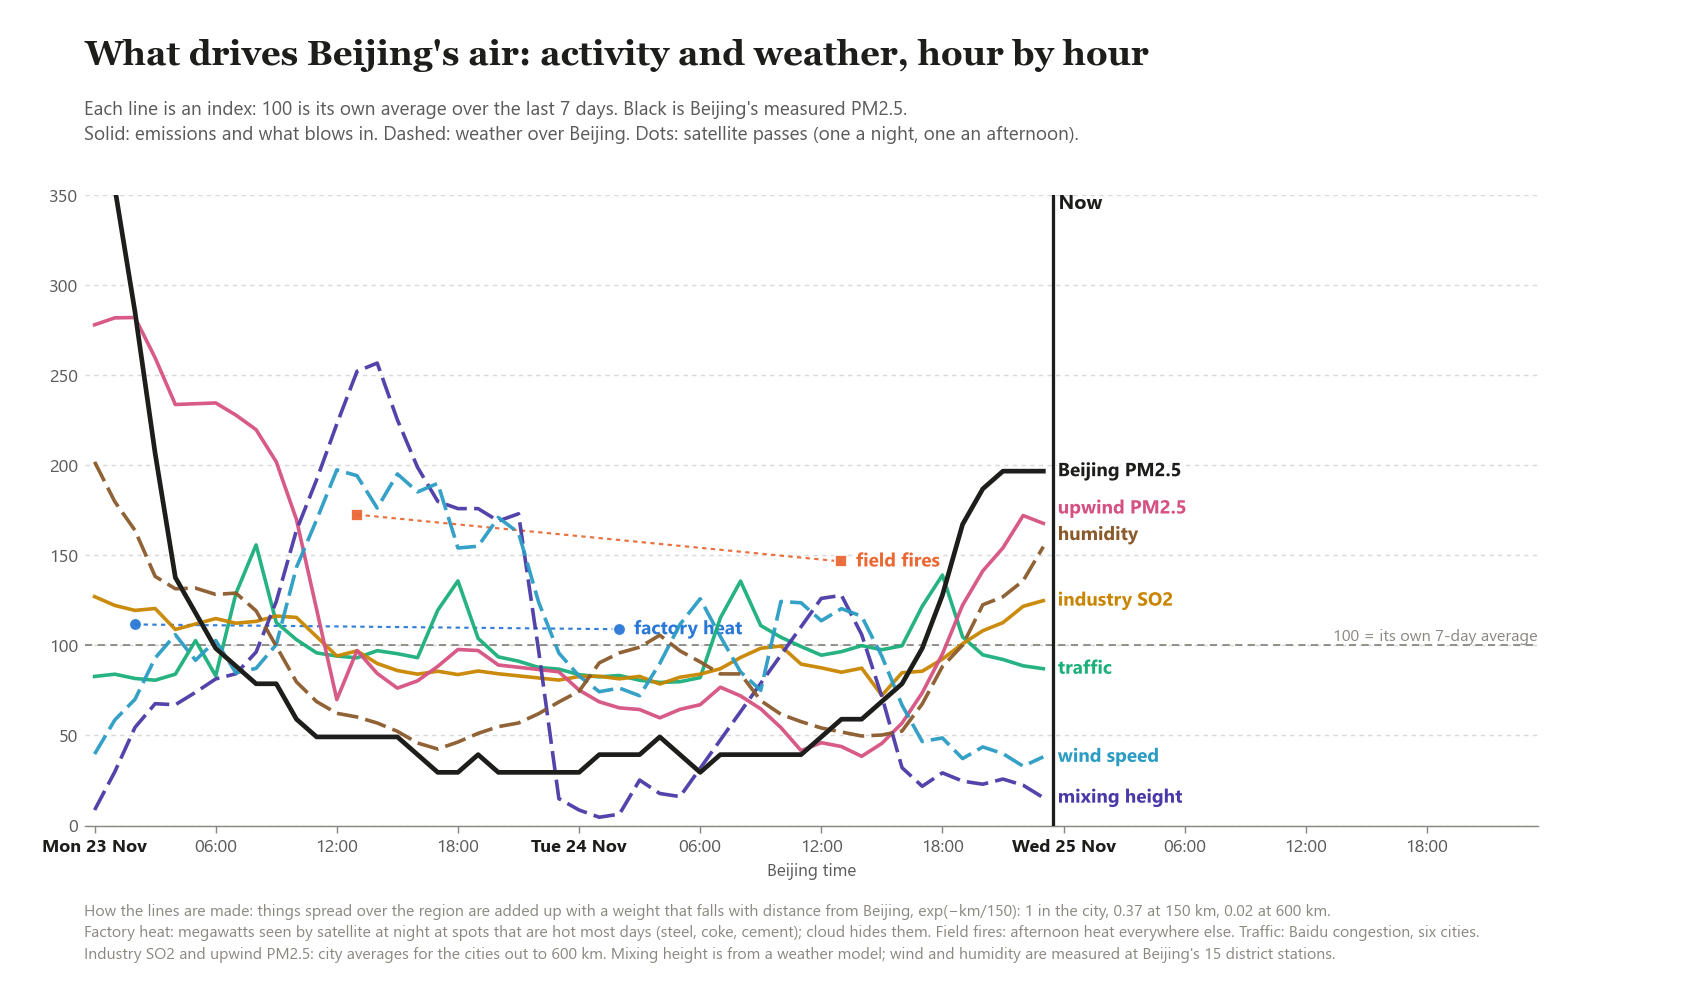 What drives Beijing's air: activity and weather, hour by hour
Each line is an index: 100 is its own average over the last 7 days. Black is Beijing's measured PM2.5.
Solid: emissions and what blows in. Dashed: weather over Beijing. Dots: satellite passes (one a night, one an afternoon).
350
Now
300
250
200
Beijing PM2.5
upwind PM2.5
humidity
150
field fires
industry SO2
factory heat
100 = its own 7-day average
100
traffic
50
wind speed
mixing height
0
Mon 23 Nov 06:00 12:00 18:00 Tue 24 Nov 06:00 12:00 18:00 Wed 25 Nov 06:00 12:00 18:00
Beijing time
How the lines are made: things spread over the region are added up with a weight that falls with distance from Beijing, exp(−km/150): 1 in the city, 0.37 at 150 km, 0.02 at 600 km.
Factory heat: megawatts seen by satellite at night at spots that are hot most days (steel, coke, cement); cloud hides them. Field fires: afternoon heat everywhere else. Traffic: Baidu congestion, six cities.
Industry SO2 and upwind PM2.5: city averages for the cities out to 600 km. Mixing height is from a weather model; wind and humidity are measured at Beijing's 15 district stations.